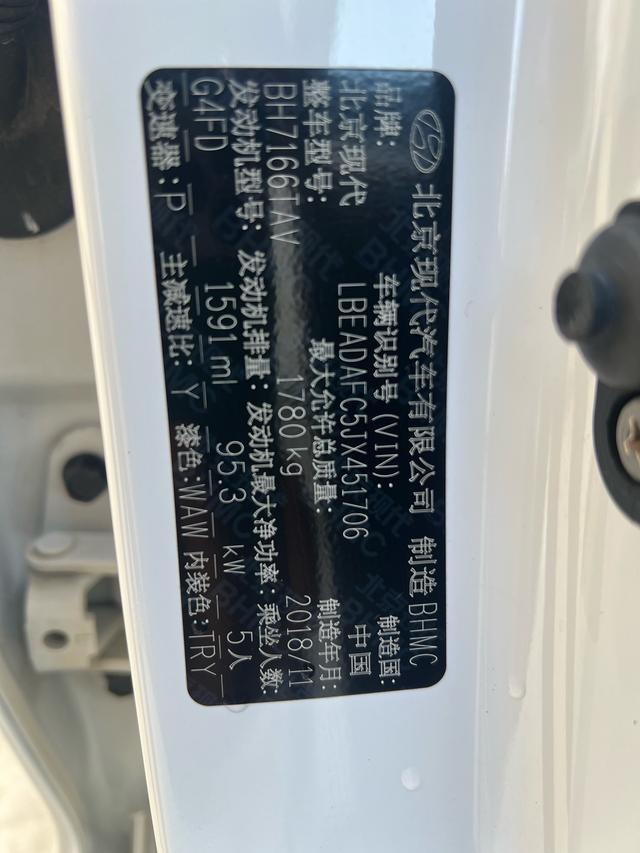 北京现代汽车有限公司 制造 BHMC
品牌: 车辆识别号(VIN): 制造国:
北京现代 LBEADAFC5JX451706 中国
整车型号: 最大允许总质量: 制造年月:
BH7166TAV 1780 kg 2018/11
发动机型号: 发动机排量: 发动机最大净功率: 乘坐人数:
G4FD 1591 ml 95.3 kW 5人
变速器: P 主减速比: Y 漆色: WAW 内装色: TRY